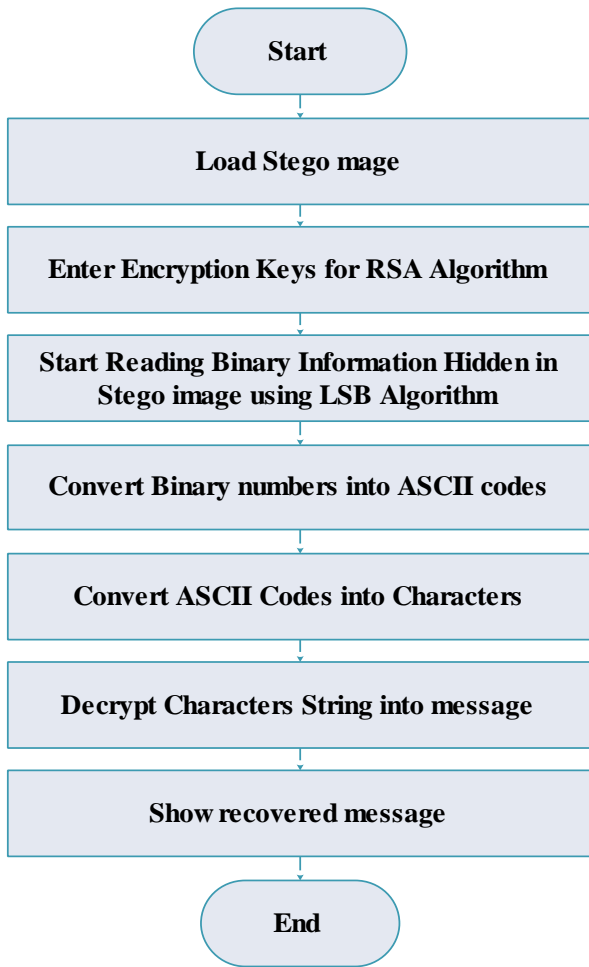 Start
Load Stego mage
Enter Encryption Keys for RSA Algorithm
Start Reading Binary Information Hidden in
Stego image using LSB Algorithm
Convert Binary numbers into ASCII codes
Convert ASCII Codes into Characters
Decrypt Characters String into message
Show recovered message
End